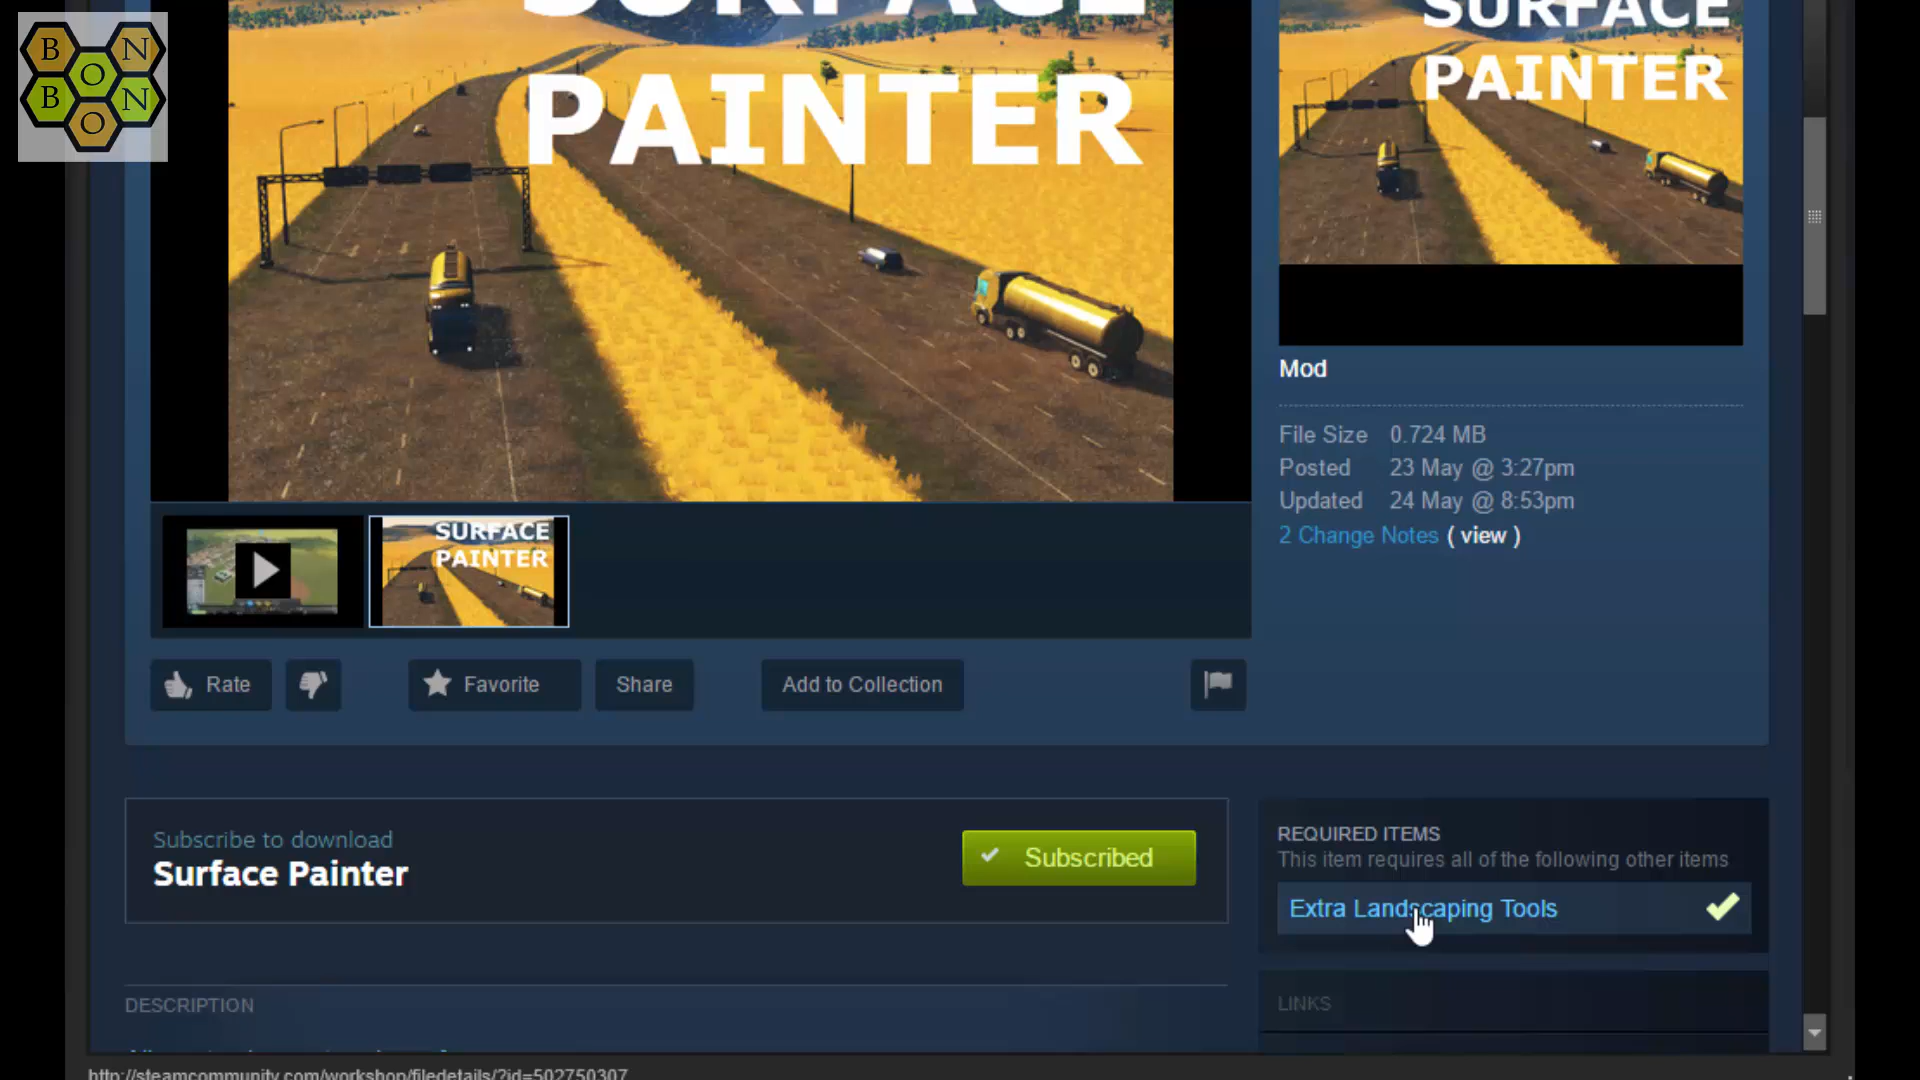 B N
O
B N
O
SURFACE
PAINTER
SURFACE
PAINTER
Mod
File Size 0.724 MB
Posted 23 May @ 3:27pm
Updated 24 May @ 8:53pm
2 Change Notes ( view )
SURFACE
PAINTER
Rate
Favorite
Share
Add to Collection
Subscribe to download
Surface Painter
Subscribed
REQUIRED ITEMS
This item requires all of the following other items
Extra Landscaping Tools
DESCRIPTION
LINKS
http://steamcommunity.com/workshop/filedetails/?id=502750307